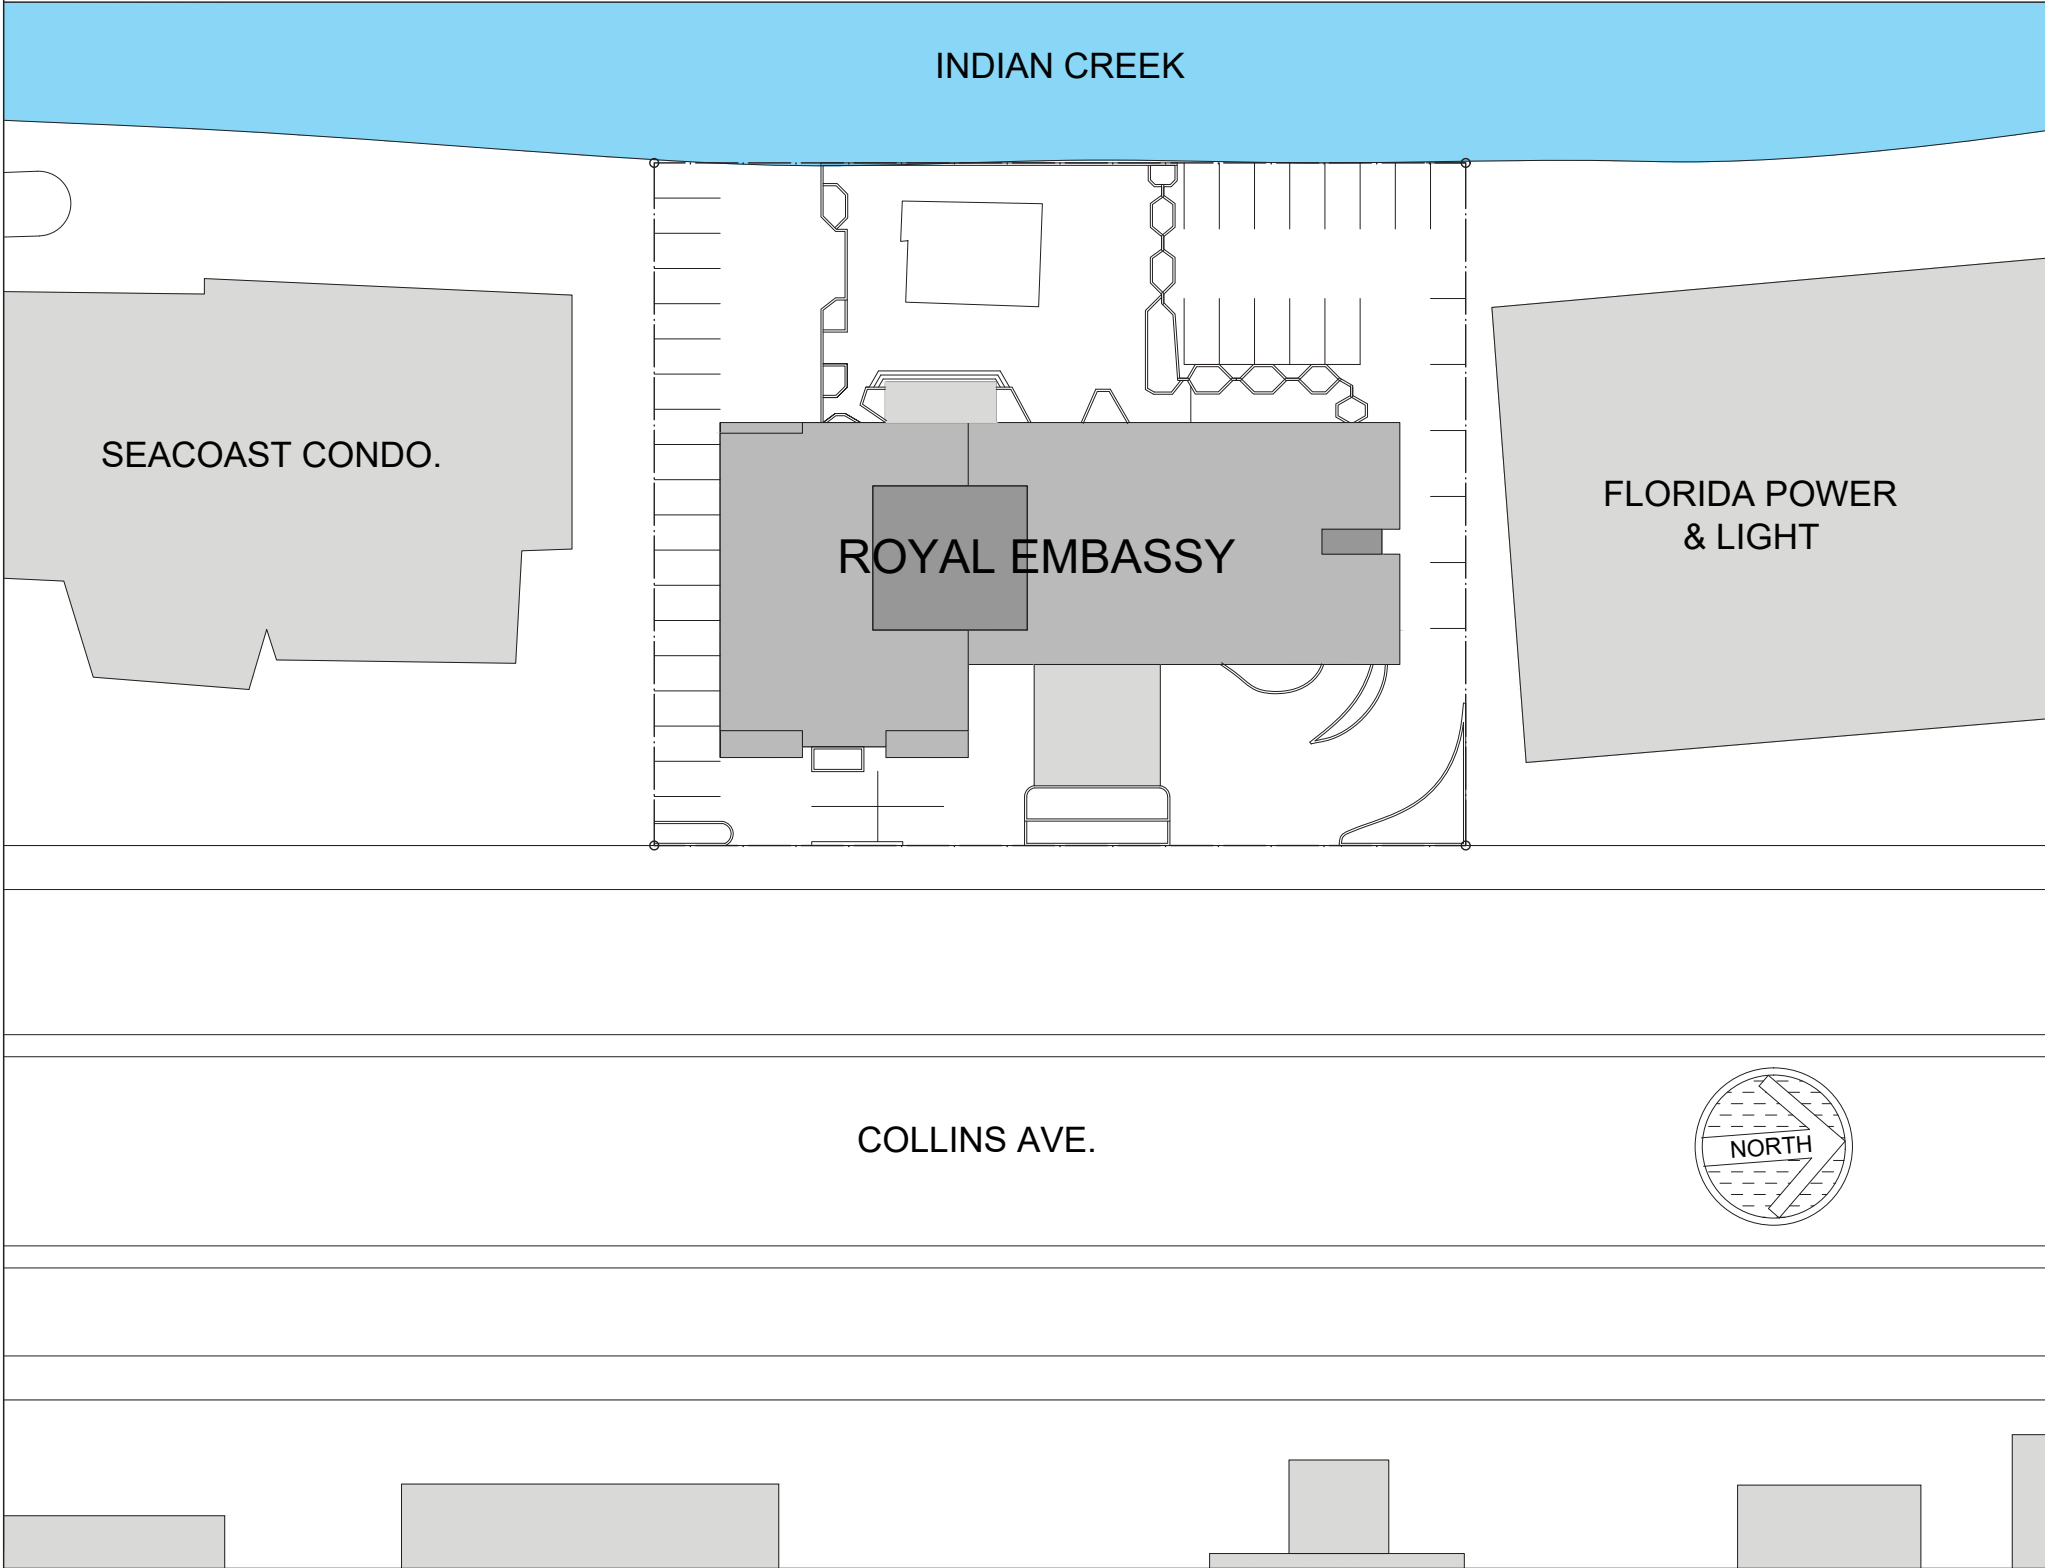 INDIAN CREEK
SEACOAST CONDO.
ROYAL EMBASSY
FLORIDA POWER
& LIGHT
COLLINS AVE.
NORTH